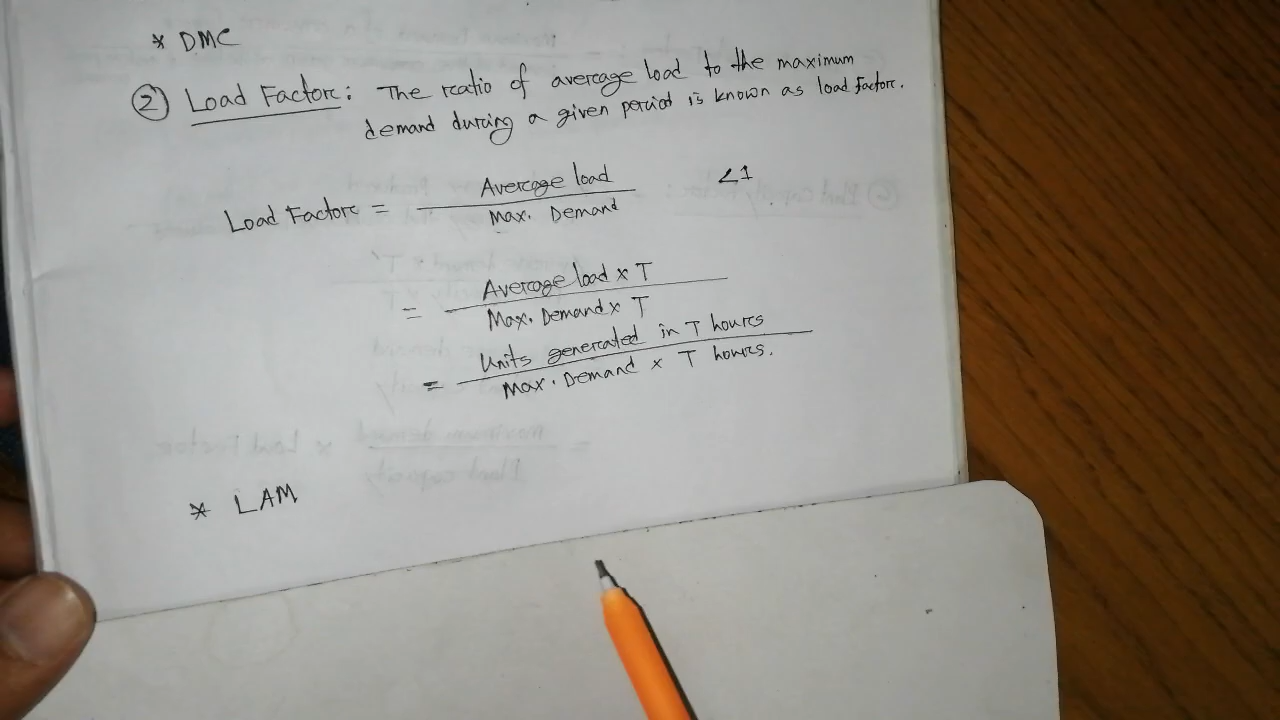 * DMC
② Load Factor: The ratio of average load to the maximum
demand during a given period is known as load factor.
Load Factor = Average load / Max. Demand <1
= Average load x T / Max. Demand x T
= Units generated in T hours / Max. Demand x T hours.
* LAM